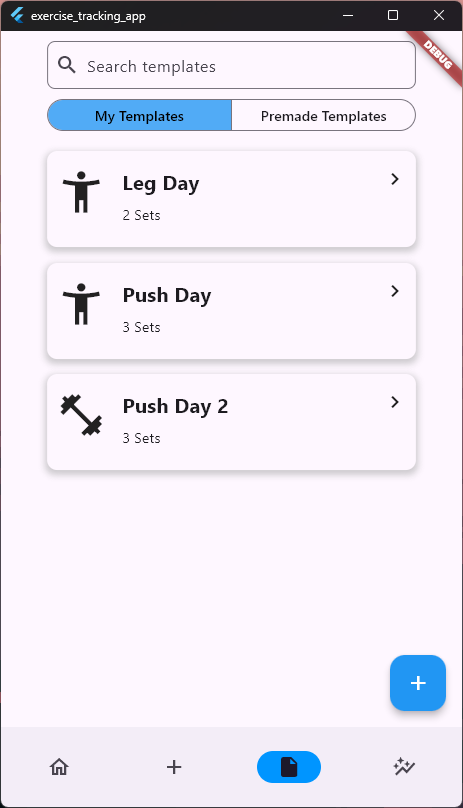 exercise_tracking_app
DEBUG
Search templates
My Templates
Premade Templates
Leg Day
2 Sets
Push Day
3 Sets
Push Day 2
3 Sets